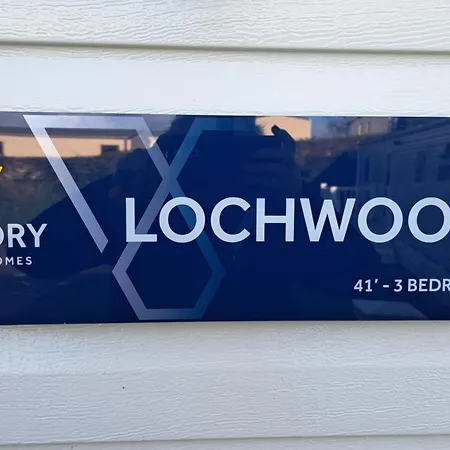 ORY
OMES
LOCHWOO
41' - 3 BEDR